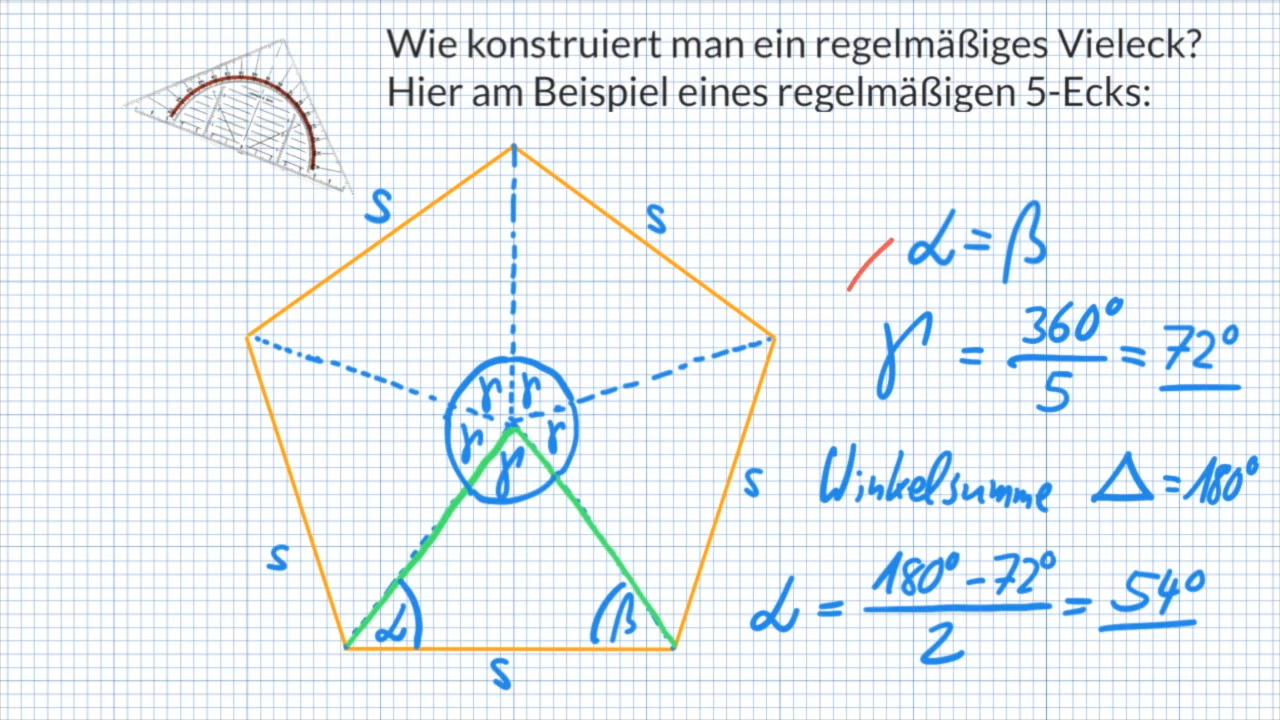 Wie konstruiert man ein regelmäßiges Vieleck?
Hier am Beispiel eines regelmäßigen 5-Ecks:
s
s
α = β
γ = 360° / 5 = 72°
γ γ
γ γ
γ
s
Winkelsumme Δ = 180°
s
α = 180° - 72° / 2 = 54°
α β
s